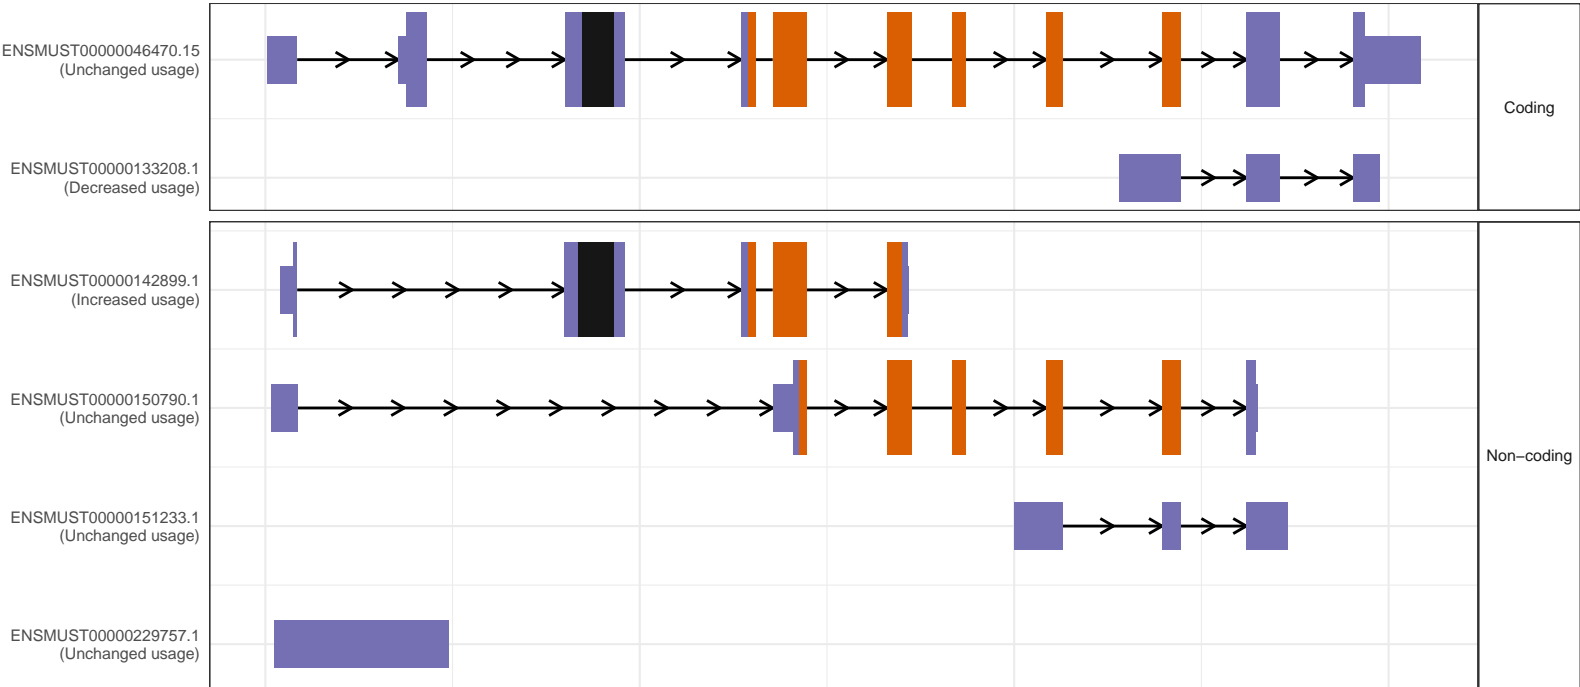 ENSMUST00000046470.15
(Unchanged usage)
Coding
ENSMUST00000133208.1
(Decreased usage)
ENSMUST00000142899.1
(Increased usage)
ENSMUST00000150790.1
(Unchanged usage)
Non−coding
ENSMUST00000151233.1
(Unchanged usage)
ENSMUST00000229757.1
(Unchanged usage)